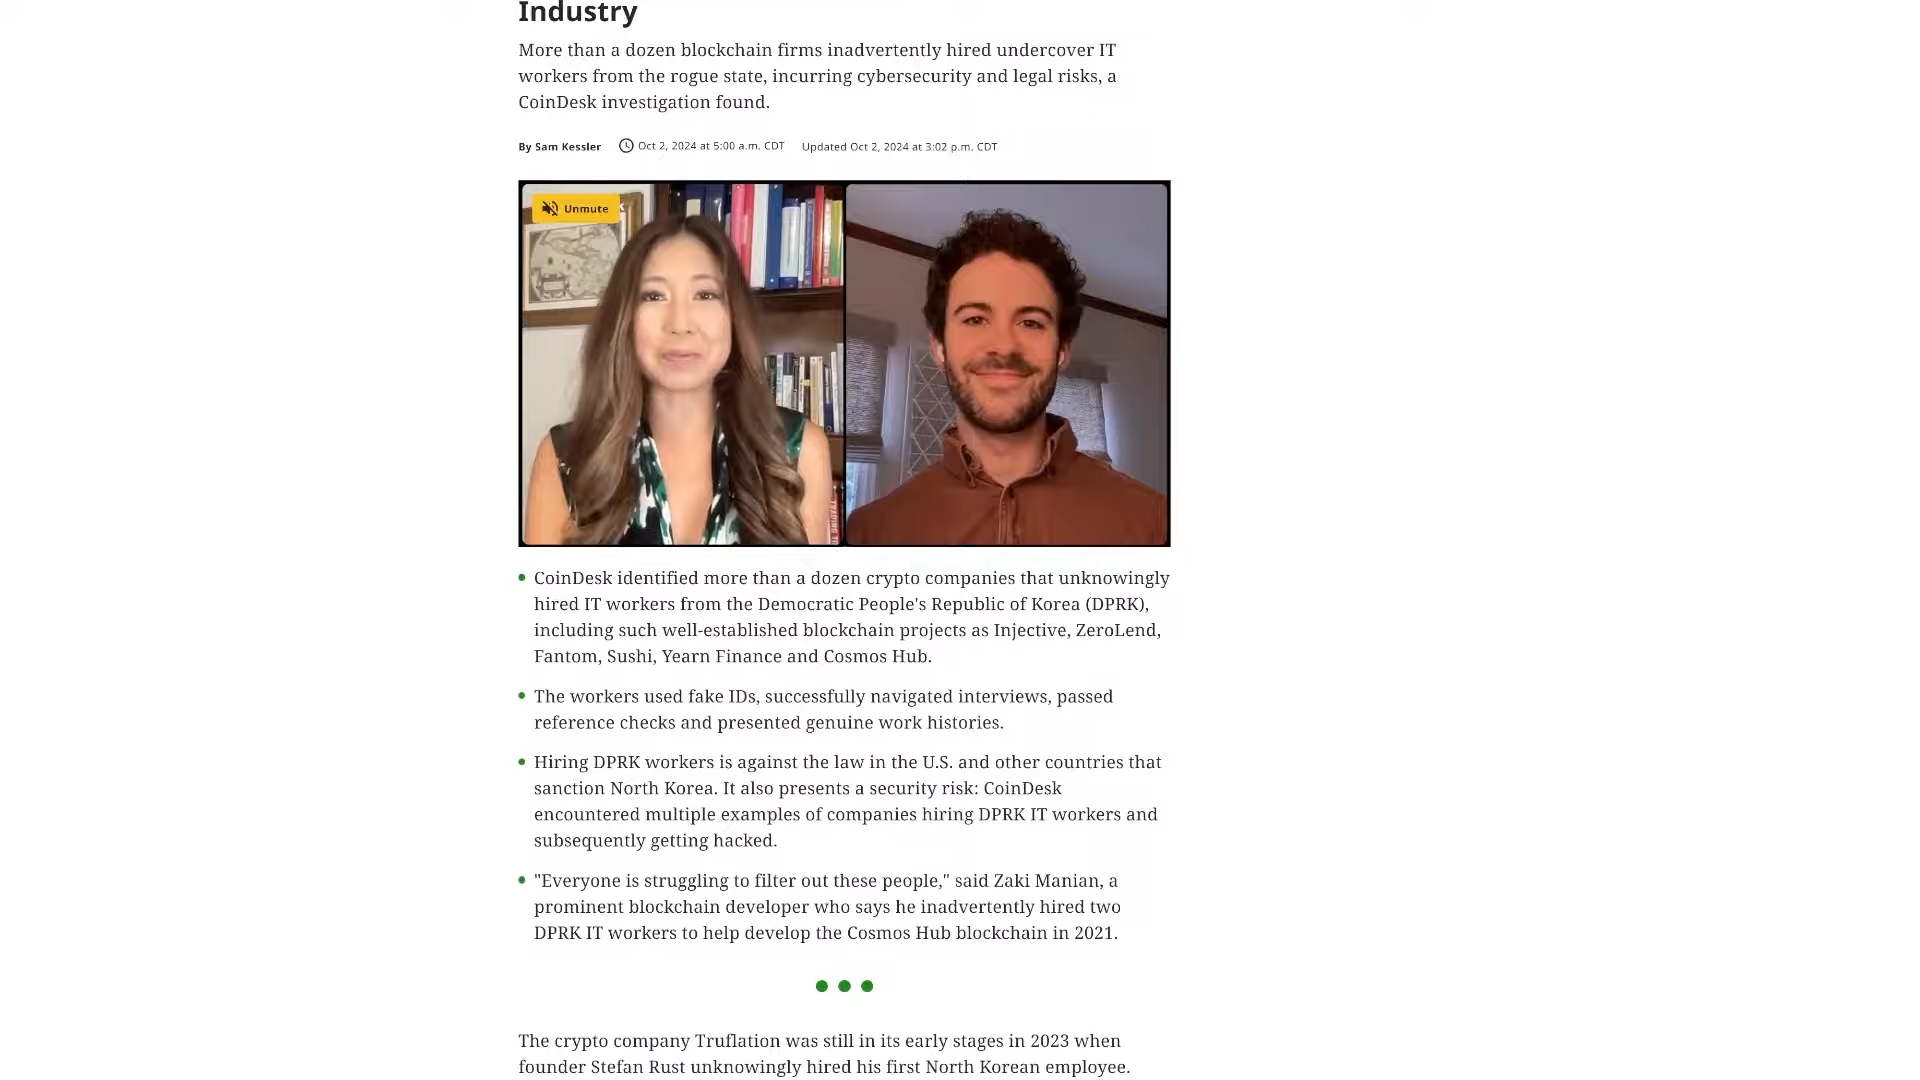 Industry
More than a dozen blockchain firms inadvertently hired undercover IT
workers from the rogue state, incurring cybersecurity and legal risks, a
CoinDesk investigation found.
By Sam Kessler Oct 2, 2024 at 5:00 a.m. CDT Updated Oct 2, 2024 at 3:02 p.m. CDT
Unmute
CoinDesk identified more than a dozen crypto companies that unknowingly
hired IT workers from the Democratic People's Republic of Korea (DPRK),
including such well-established blockchain projects as Injective, ZeroLend,
Fantom, Sushi, Yearn Finance and Cosmos Hub.
The workers used fake IDs, successfully navigated interviews, passed
reference checks and presented genuine work histories.
Hiring DPRK workers is against the law in the U.S. and other countries that
sanction North Korea. It also presents a security risk: CoinDesk
encountered multiple examples of companies hiring DPRK IT workers and
subsequently getting hacked.
"Everyone is struggling to filter out these people," said Zaki Manian, a
prominent blockchain developer who says he inadvertently hired two
DPRK IT workers to help develop the Cosmos Hub blockchain in 2021.
The crypto company Truflation was still in its early stages in 2023 when
founder Stefan Rust unknowingly hired his first North Korean employee.